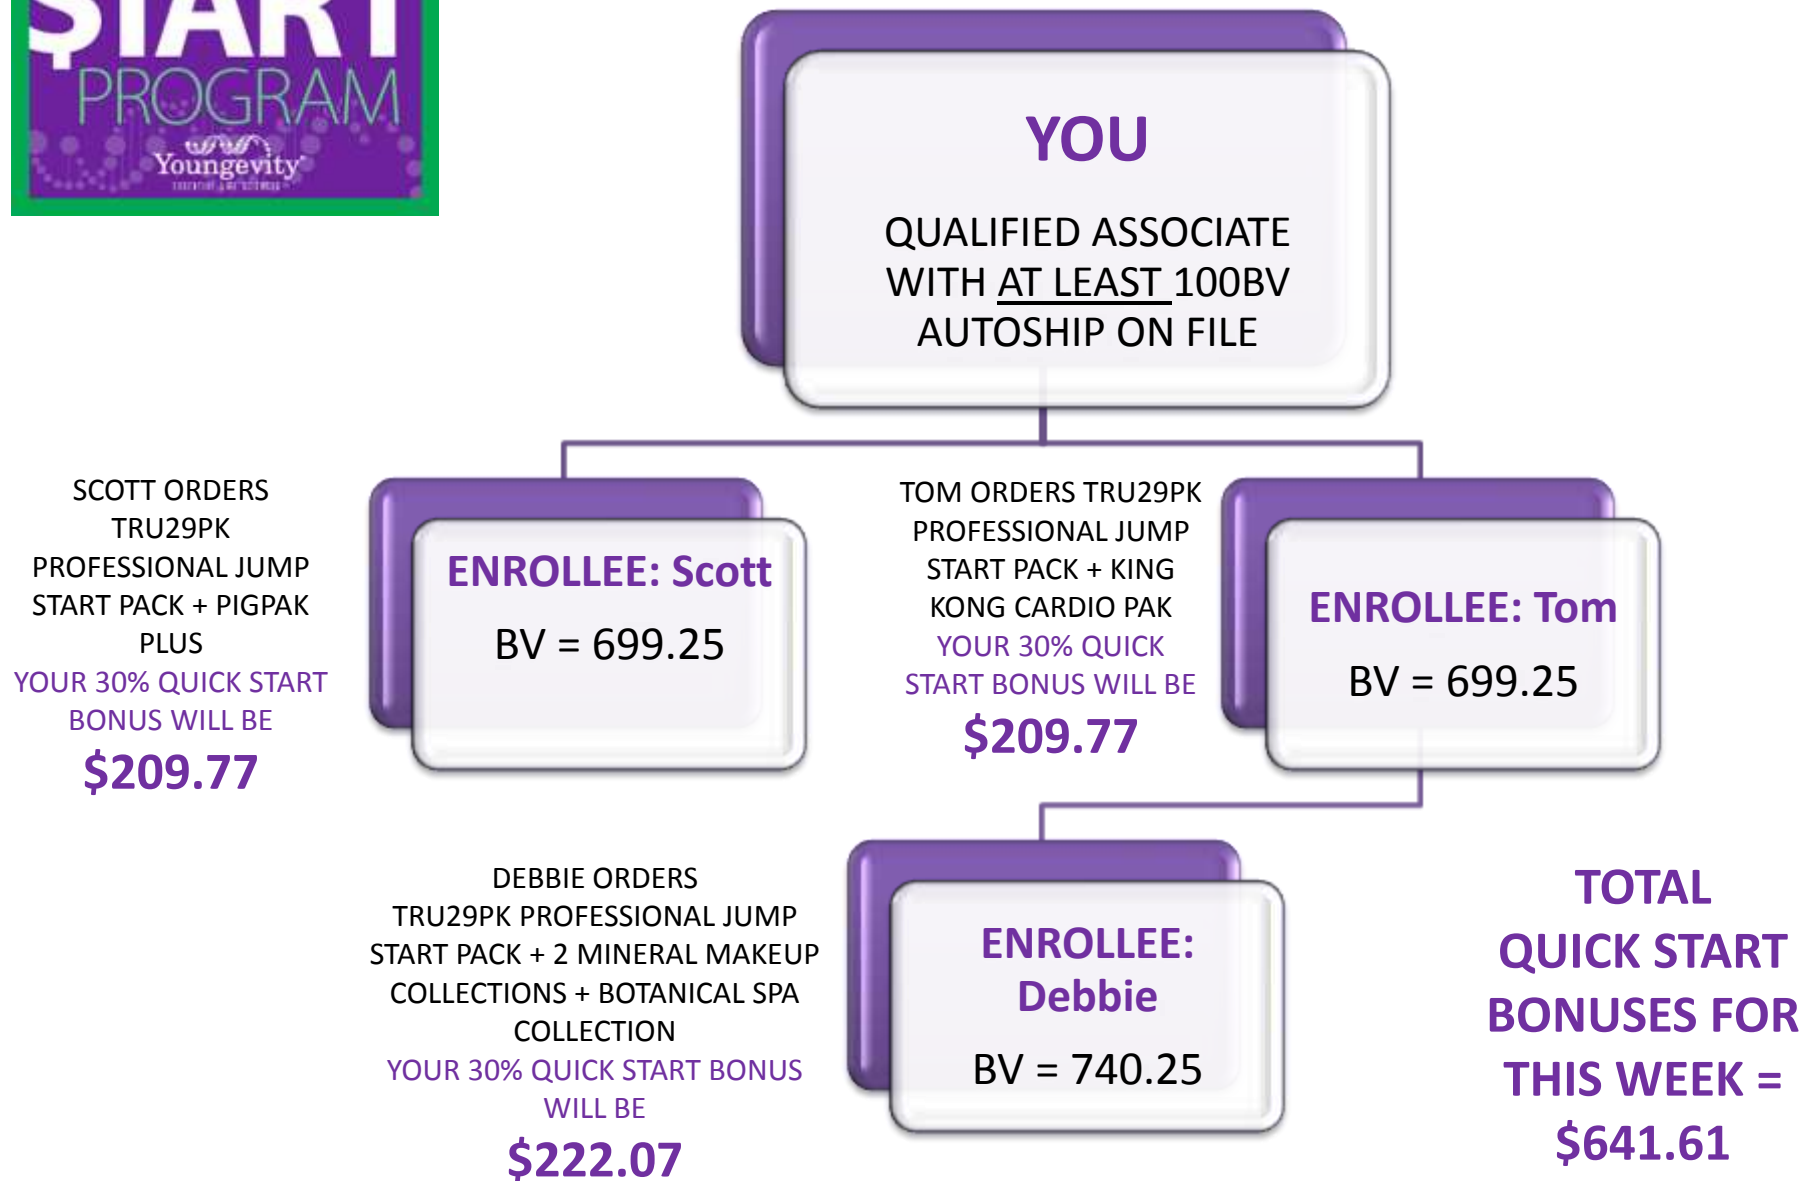 $TART
PROGRAM
Youngevity
YOU
QUALIFIED ASSOCIATE
WITH AT LEAST 100BV
AUTOSHIP ON FILE
SCOTT ORDERS
TRU29PK
PROFESSIONAL JUMP
START PACK + PIGPAK
PLUS
YOUR 30% QUICK START
BONUS WILL BE
$209.77
ENROLLEE: Scott
BV = 699.25
TOM ORDERS TRU29PK
PROFESSIONAL JUMP
START PACK + KING
KONG CARDIO PAK
YOUR 30% QUICK
START BONUS WILL BE
$209.77
ENROLLEE: Tom
BV = 699.25
DEBBIE ORDERS
TRU29PK PROFESSIONAL JUMP
START PACK + 2 MINERAL MAKEUP
COLLECTIONS + BOTANICAL SPA
COLLECTION
YOUR 30% QUICK START BONUS
WILL BE
$222.07
ENROLLEE:
Debbie
BV = 740.25
TOTAL
QUICK START
BONUSES FOR
THIS WEEK =
$641.61